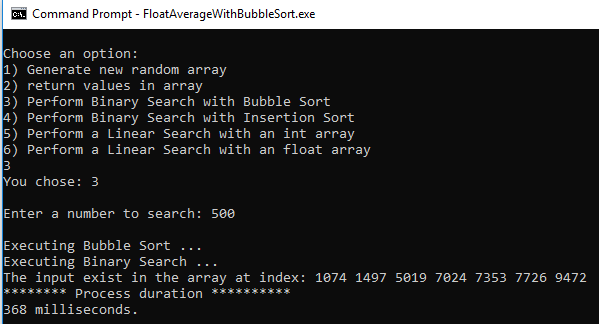 Command Prompt - FloatAverageWithBubbleSort.exe
Choose an option:
1) Generate new random array
2) return values in array
3) Perform Binary Search with Bubble Sort
4) Perform Binary Search with Insertion Sort
5) Perform a Linear Search with an int array
6) Perform a Linear Search with an float array
3
You chose: 3
Enter a number to search: 500
Executing Bubble Sort ...
Executing Binary Search ...
The input exist in the array at index: 1074 1497 5019 7024 7353 7726 9472
******** Process duration **********
368 milliseconds.